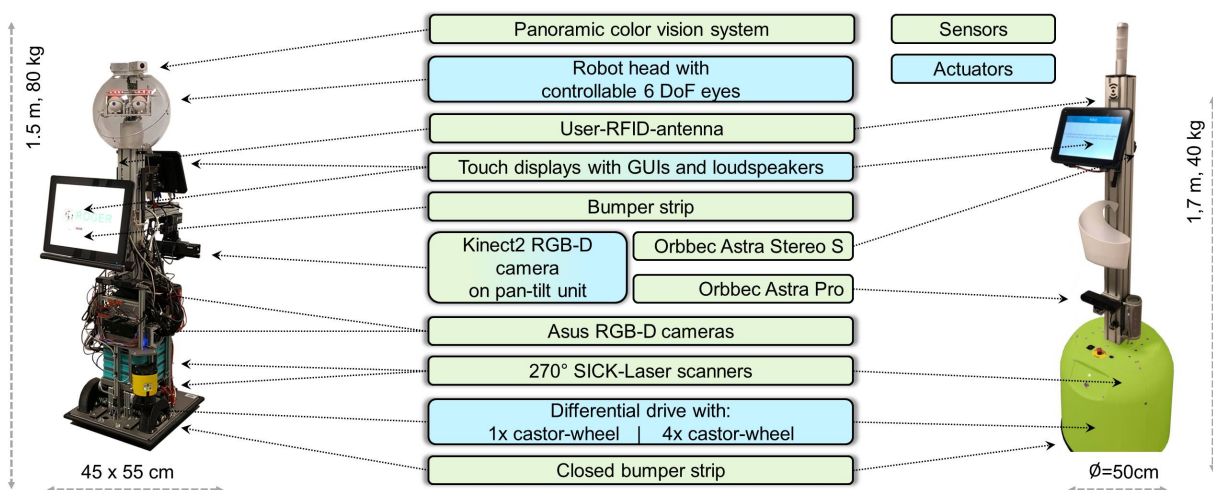 Panoramic color vision system
Sensors
Robot head with
controllable 6 DoF eyes
Actuators
1.5 m, 80 kg
User-RFID-antenna
Touch displays with GUIs and loudspeakers
ROGER
Bumper strip
1,7 m, 40 kg
Kinect2 RGB-D
camera
on pan-tilt unit
Orbbec Astra Stereo S
Orbbec Astra Pro
Asus RGB-D cameras
270° SICK-Laser scanners
Differential drive with:
1x castor-wheel | 4x castor-wheel
Closed bumper strip
45 x 55 cm
Ø=50cm